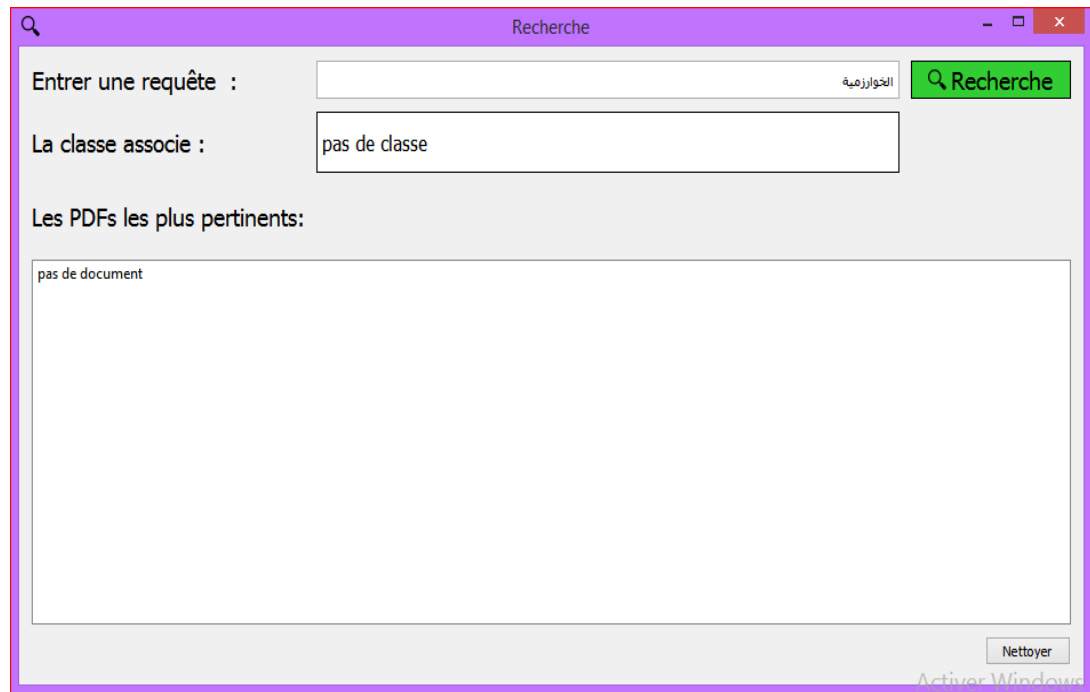 Recherche
Entrer une requête :
الخوارزمية
Recherche
La classe associe :
pas de classe
Les PDFs les plus pertinents:
pas de document
Nettoyer
Activer Windows